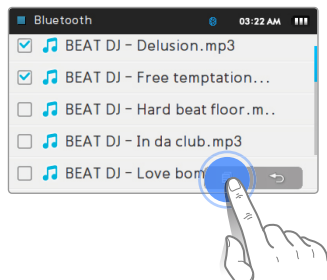 Bluetooth 03:22 AM
BEAT DJ – Delusion.mp3
BEAT DJ – Free temptation...
BEAT DJ – Hard beat floor.m..
BEAT DJ – In da club.mp3
BEAT DJ – Love bom